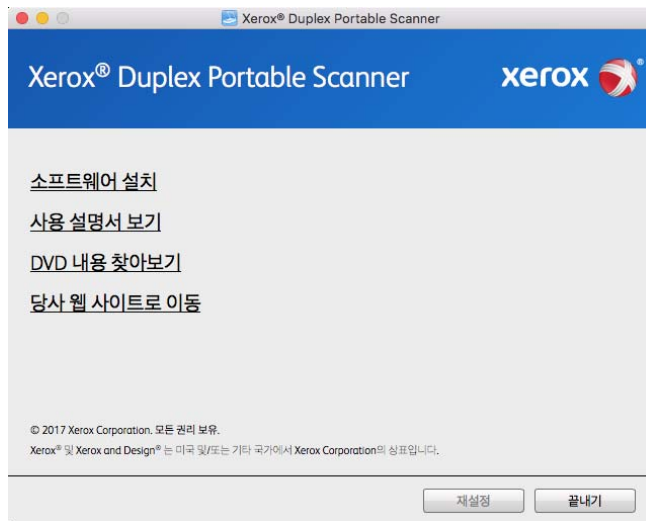 Xerox® Duplex Portable Scanner
Xerox® Duplex Portable Scanner
xerox®
소프트웨어 설치
사용 설명서 보기
DVD 내용 찾아보기
당사 웹 사이트로 이동
© 2017 Xerox Corporation. 모든 권리 보유.
Xerox® 및 Xerox and Design® 는 미국 및/또는 기타 국가에서 Xerox Corporation의 상표입니다.
재설정
끝내기